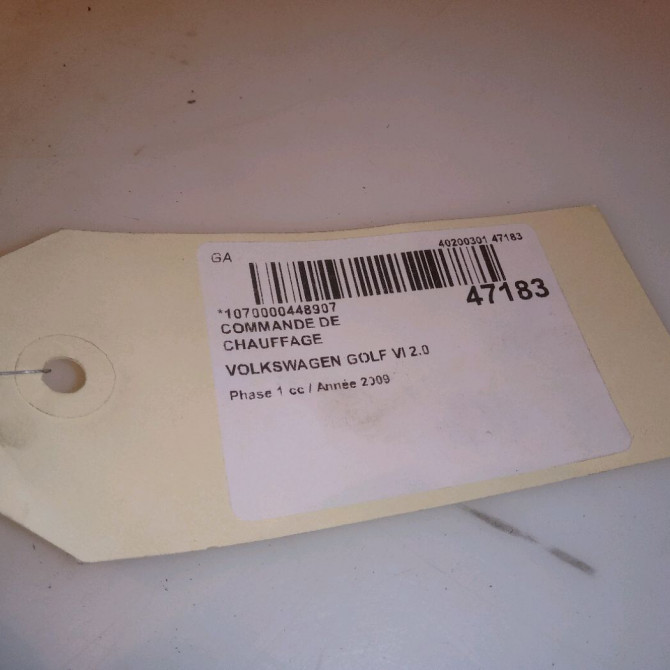 GA
40200301 47183
47183
*1070000448907
COMMANDE DE
CHAUFFAGE
VOLKSWAGEN GOLF VI 2.0
Phase 1 cc / Année 2009